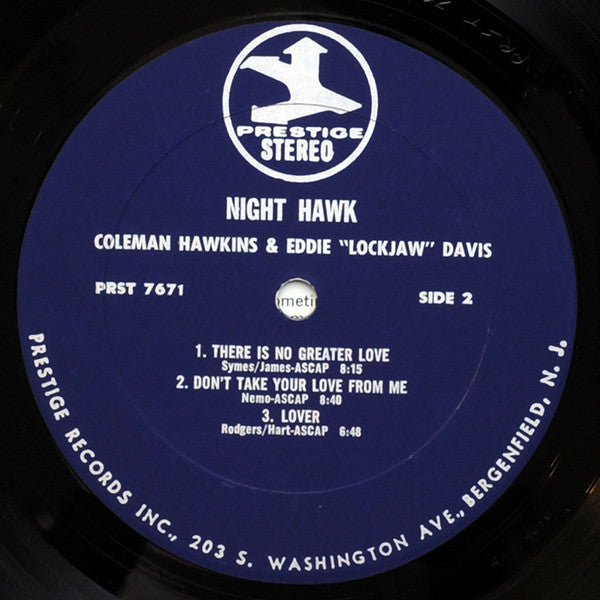 PRESTIGE
STEREO
NIGHT HAWK
COLEMAN HAWKINS & EDDIE "LOCKJAW" DAVIS
PRST 7671
SIDE 2
1. THERE IS NO GREATER LOVE
Symes/James-ASCAP 8:15
2. DON'T TAKE YOUR LOVE FROM ME
Nemo-ASCAP 8:40
3. LOVER
Rodgers/Hart-ASCAP 6:48
PRESTIGE RECORDS INC., 203 S. WASHINGTON AVE., BERGENFIELD, N. J.
PRST